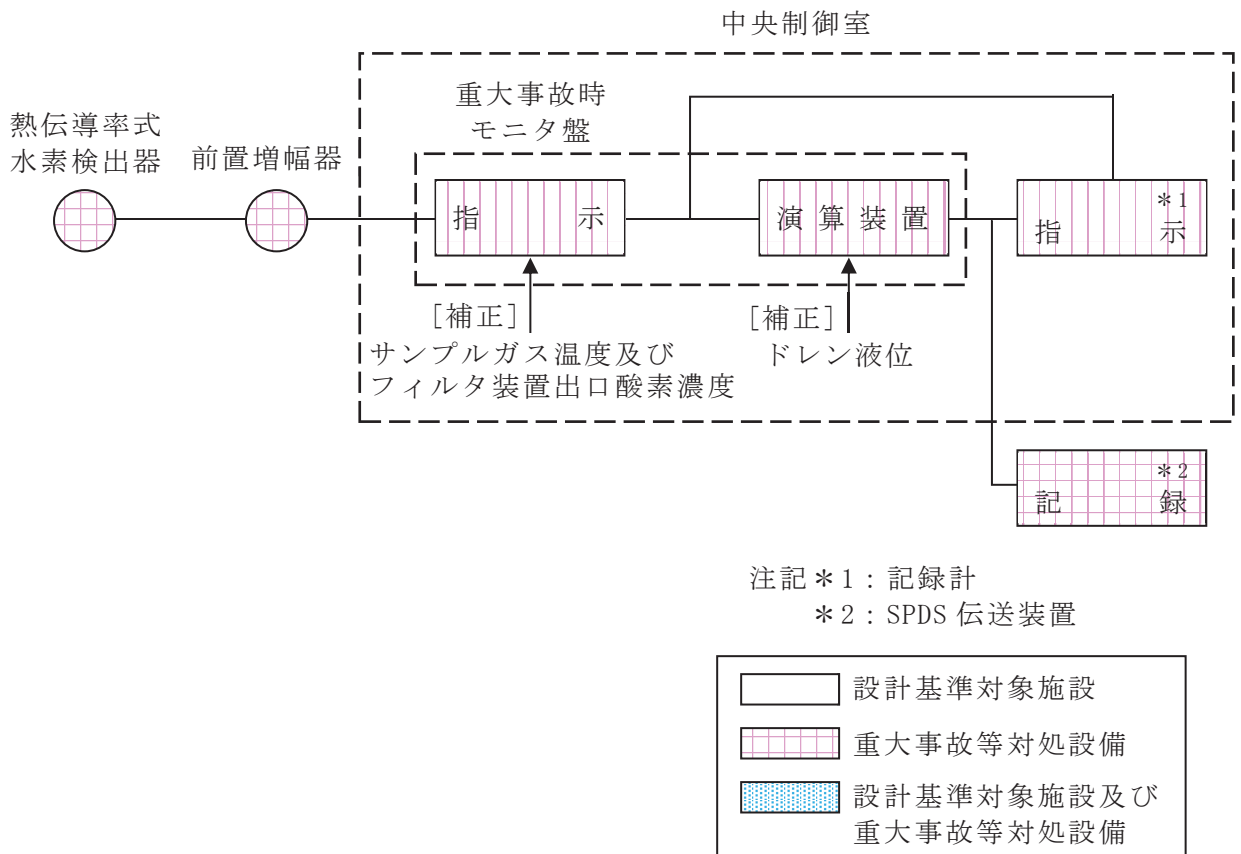 中央制御室
重大事故時
モニタ盤
熱伝導率式
水素検出器
前置増幅器
指示
演算装置
指示 *1
[補正]
サンプルガス温度及び
フィルタ装置出口酸素濃度
[補正]
ドレン液位
記録 *2
注記*1:記録計
*2:SPDS 伝送装置
設計基準対象施設
重大事故等対処設備
設計基準対象施設及び
重大事故等対処設備